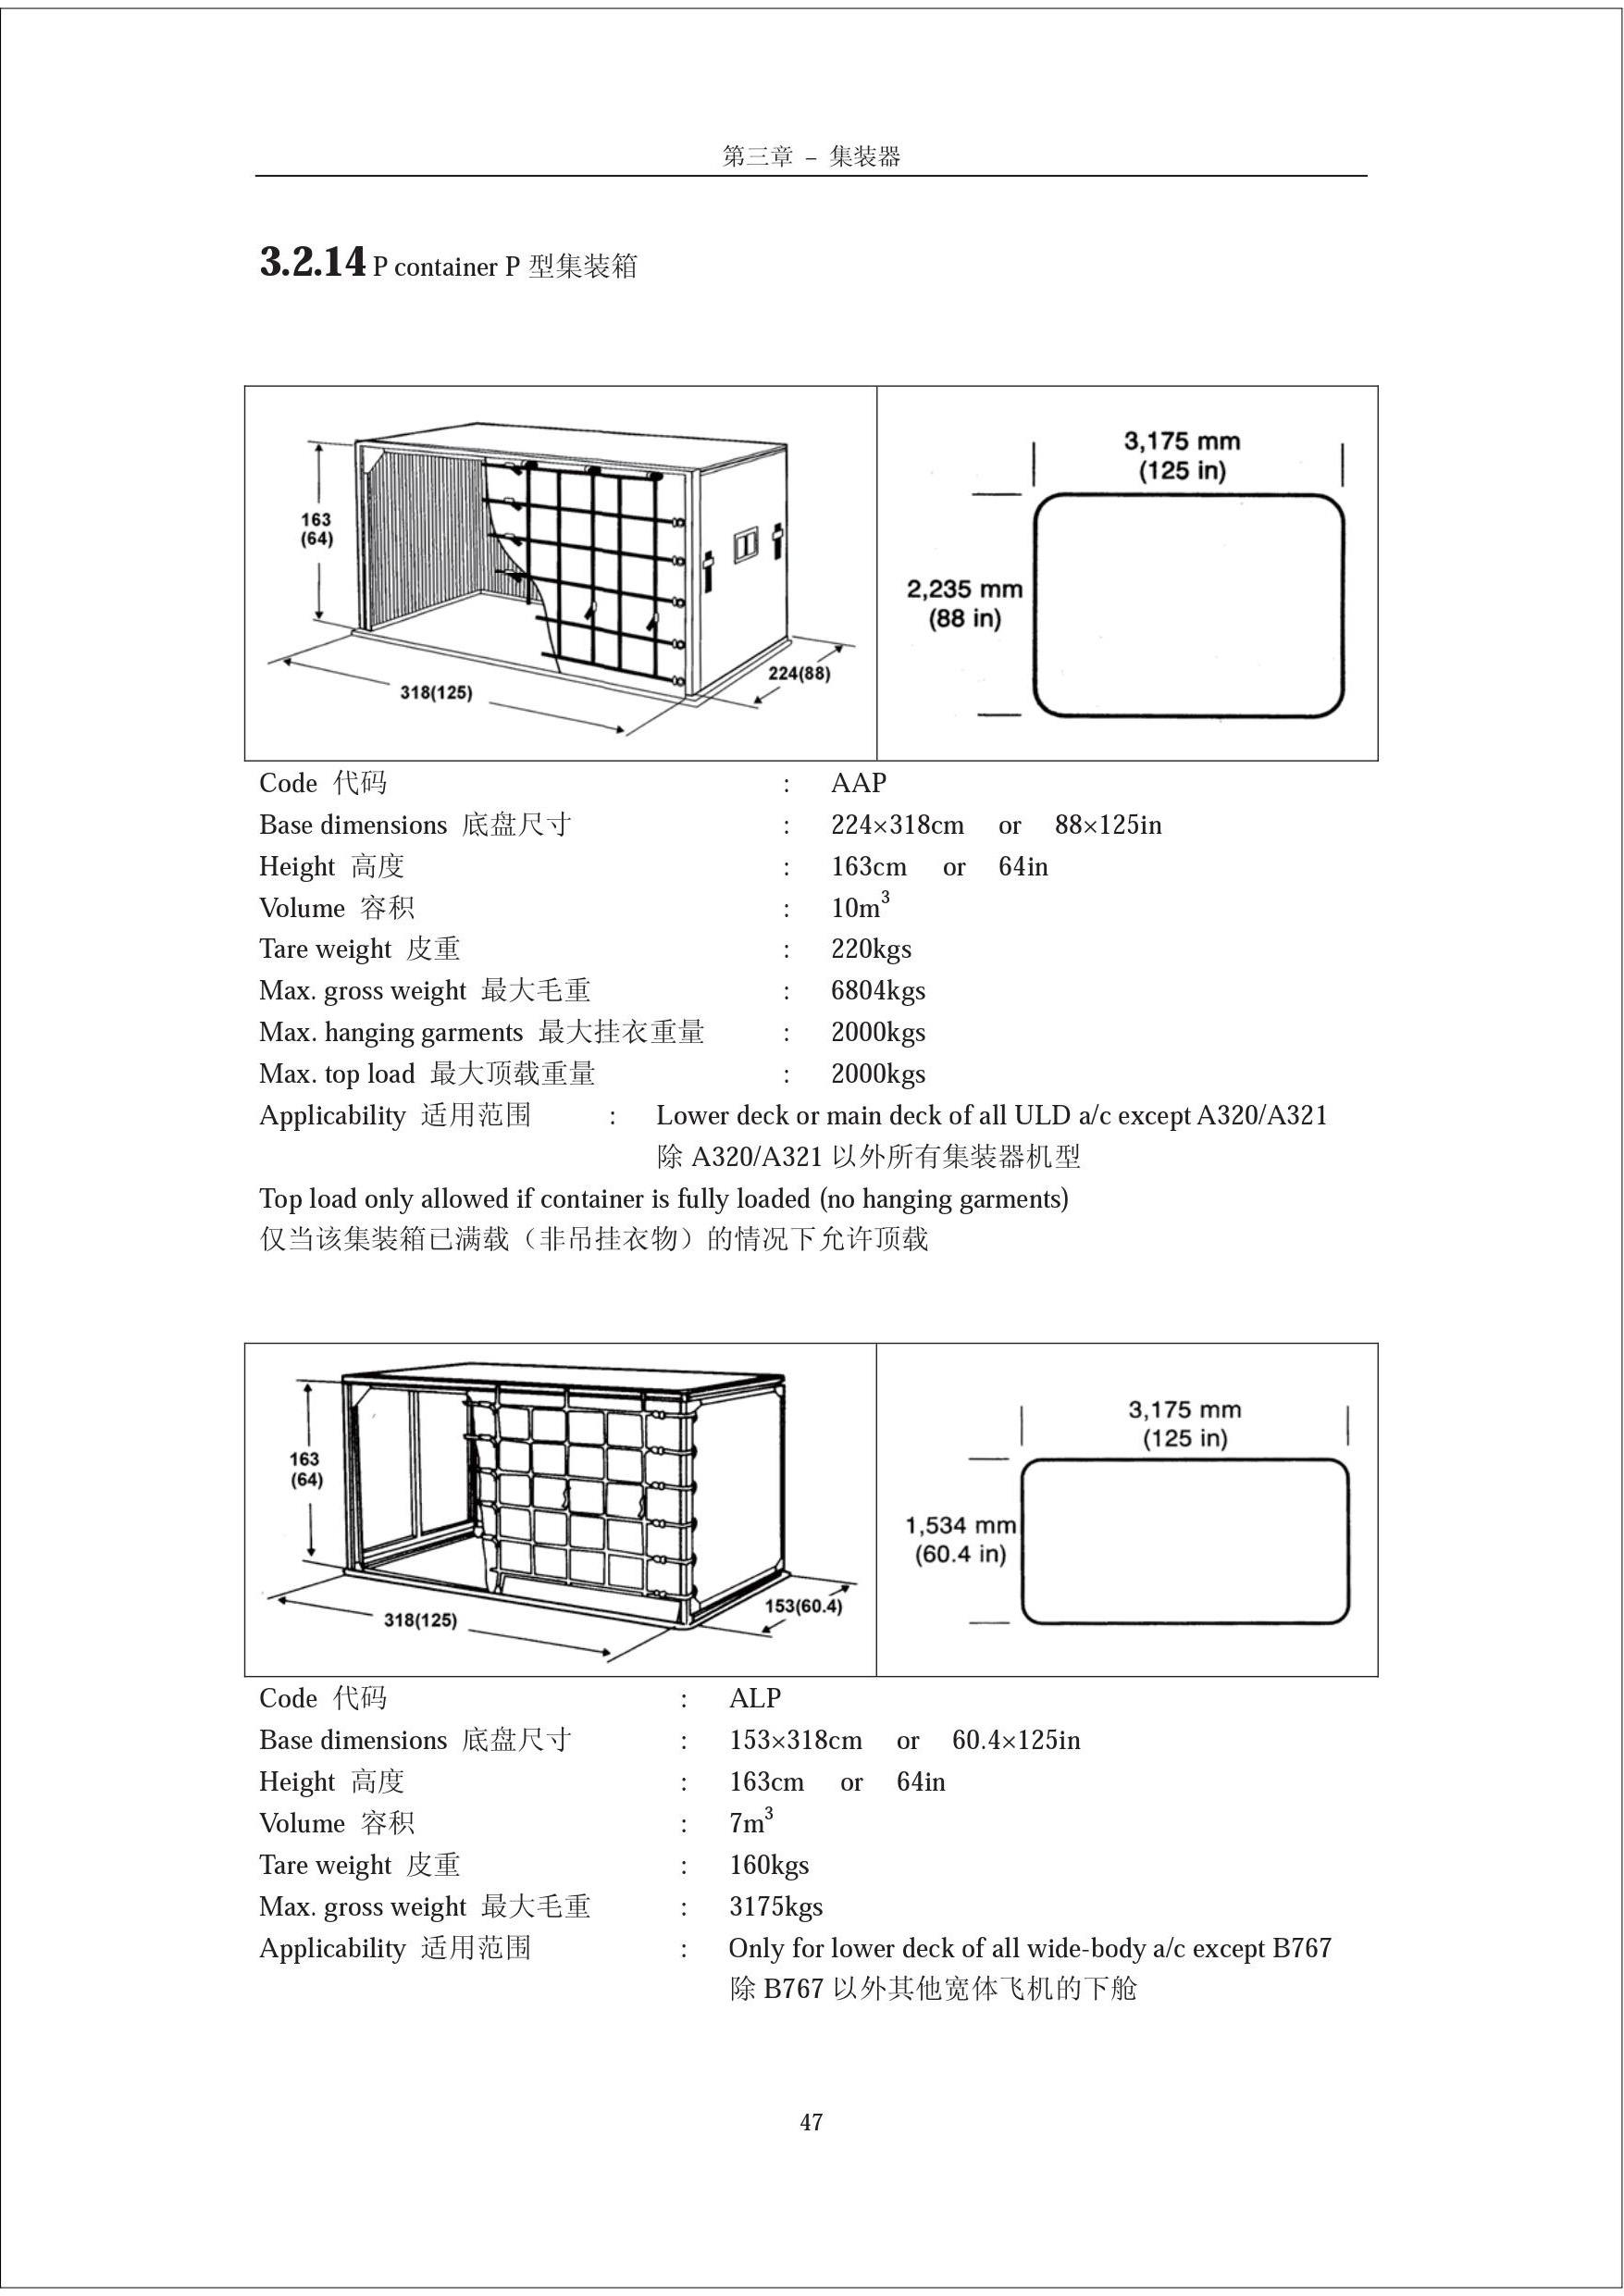 第三章 – 集装器
3.2.14 P container P 型集装箱
163
(64)
318(125)
224(88)
3,175 mm
(125 in)
2,235 mm
(88 in)
Code 代码 : AAP
Base dimensions 底盘尺寸 : 224×318cm or 88×125in
Height 高度 : 163cm or 64in
Volume 容积 : 10m³
Tare weight 皮重 : 220kgs
Max. gross weight 最大毛重 : 6804kgs
Max. hanging garments 最大挂衣重量 : 2000kgs
Max. top load 最大顶载重量 : 2000kgs
Applicability 适用范围 : Lower deck or main deck of all ULD a/c except A320/A321
除 A320/A321 以外所有集装器机型
Top load only allowed if container is fully loaded (no hanging garments)
仅当该集装箱已满载（非吊挂衣物）的情况下允许顶载
163
(64)
318(125)
153(60.4)
3,175 mm
(125 in)
1,534 mm
(60.4 in)
Code 代码 : ALP
Base dimensions 底盘尺寸 : 153×318cm or 60.4×125in
Height 高度 : 163cm or 64in
Volume 容积 : 7m³
Tare weight 皮重 : 160kgs
Max. gross weight 最大毛重 : 3175kgs
Applicability 适用范围 : Only for lower deck of all wide-body a/c except B767
除 B767 以外其他宽体飞机的下舱
47